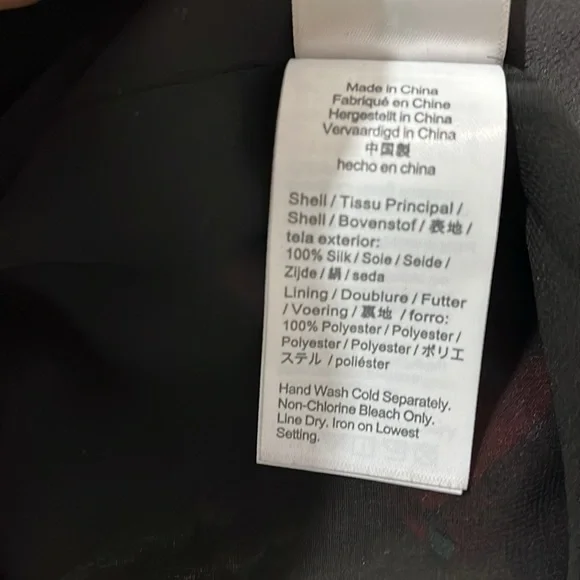 Made in China
Fabriqué en Chine
Hergestellt in China
Vervaardigd in China
中国製
hecho en china
Shell / Tissu Principal /
Shell / Bovenstof / 表地 /
tela exterior:
100% Silk / Soie / Seide /
Zijde / 絹 / seda
Lining / Doublure / Futter
/ Voering / 裏地 / forro:
100% Polyester / Polyester /
Polyester / Polyester / ポリエ
ステル / poliéster
Hand Wash Cold Separately.
Non-Chlorine Bleach Only.
Line Dry. Iron on Lowest
Setting.